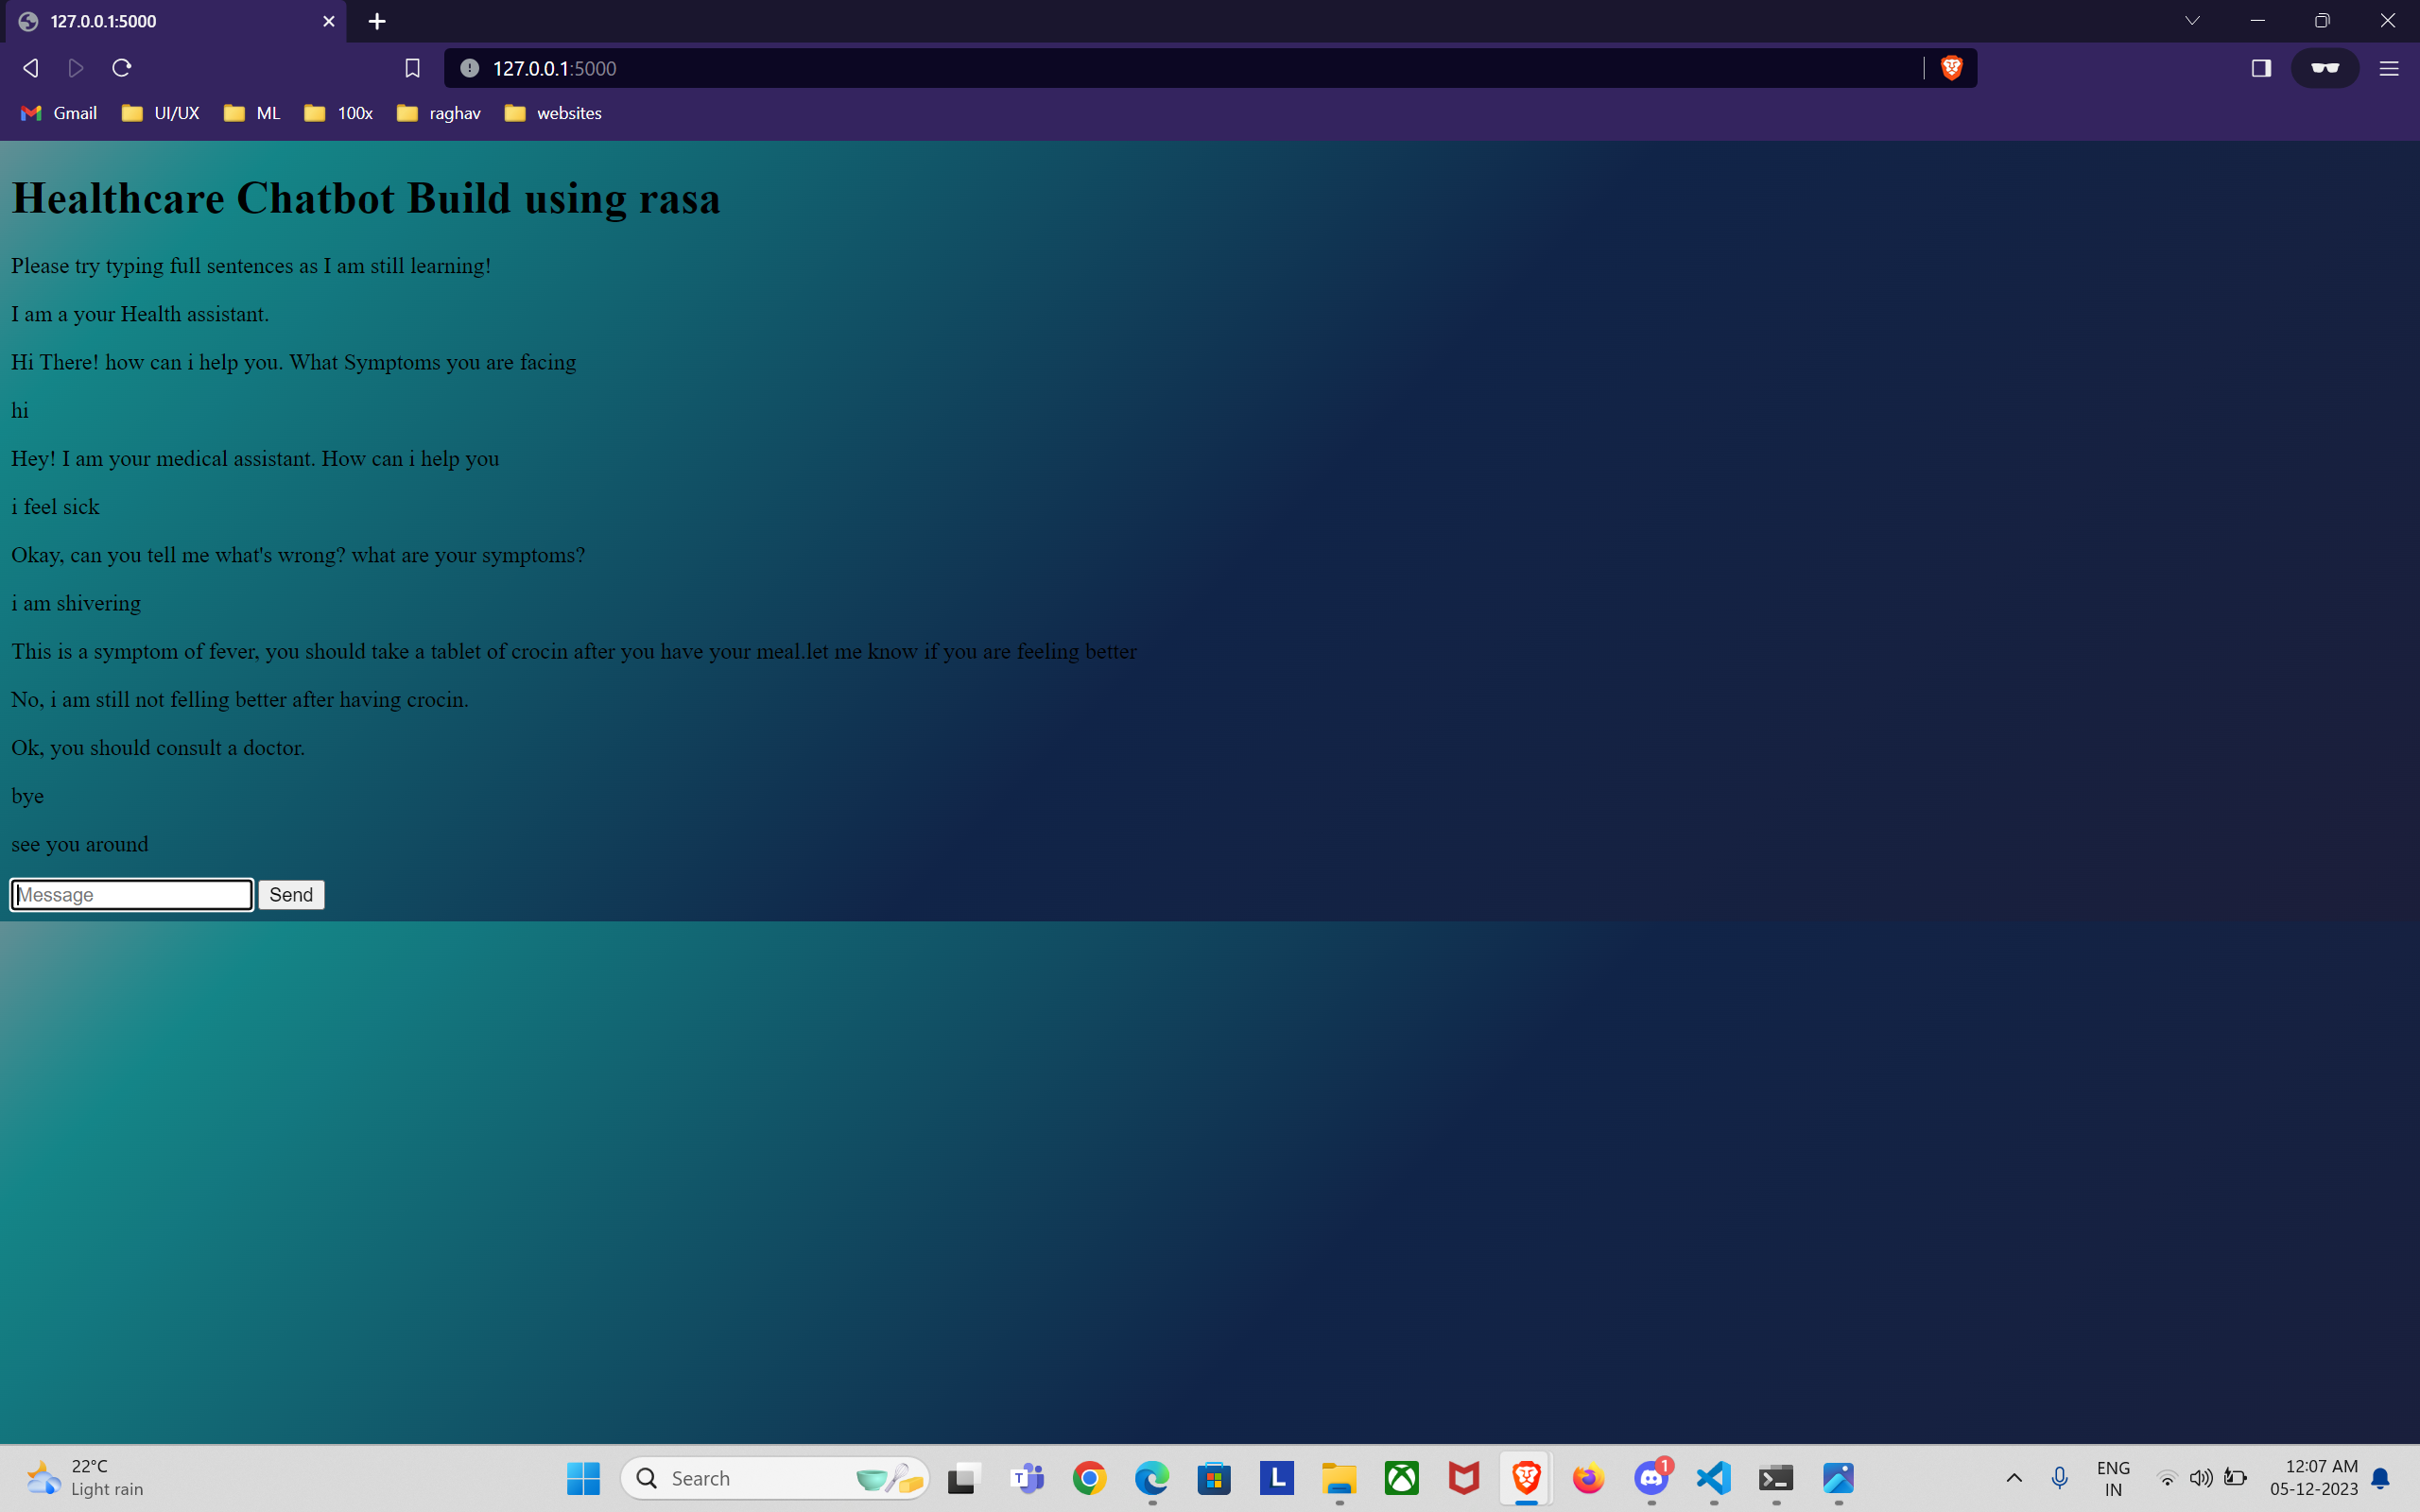 127.0.0.1:5000
127.0.0.1:5000
Gmail UI/UX ML 100x raghav websites
Healthcare Chatbot Build using rasa
Please try typing full sentences as I am still learning!
I am a your Health assistant.
Hi There! how can i help you. What Symptoms you are facing
hi
Hey! I am your medical assistant. How can i help you
i feel sick
Okay, can you tell me what's wrong? what are your symptoms?
i am shivering
This is a symptom of fever, you should take a tablet of crocin after you have your meal.let me know if you are feeling better
No, i am still not felling better after having crocin.
Ok, you should consult a doctor.
bye
see you around
Message Send
22°C
Light rain
Search
T
L
1
ENG
IN
12:07 AM
05-12-2023